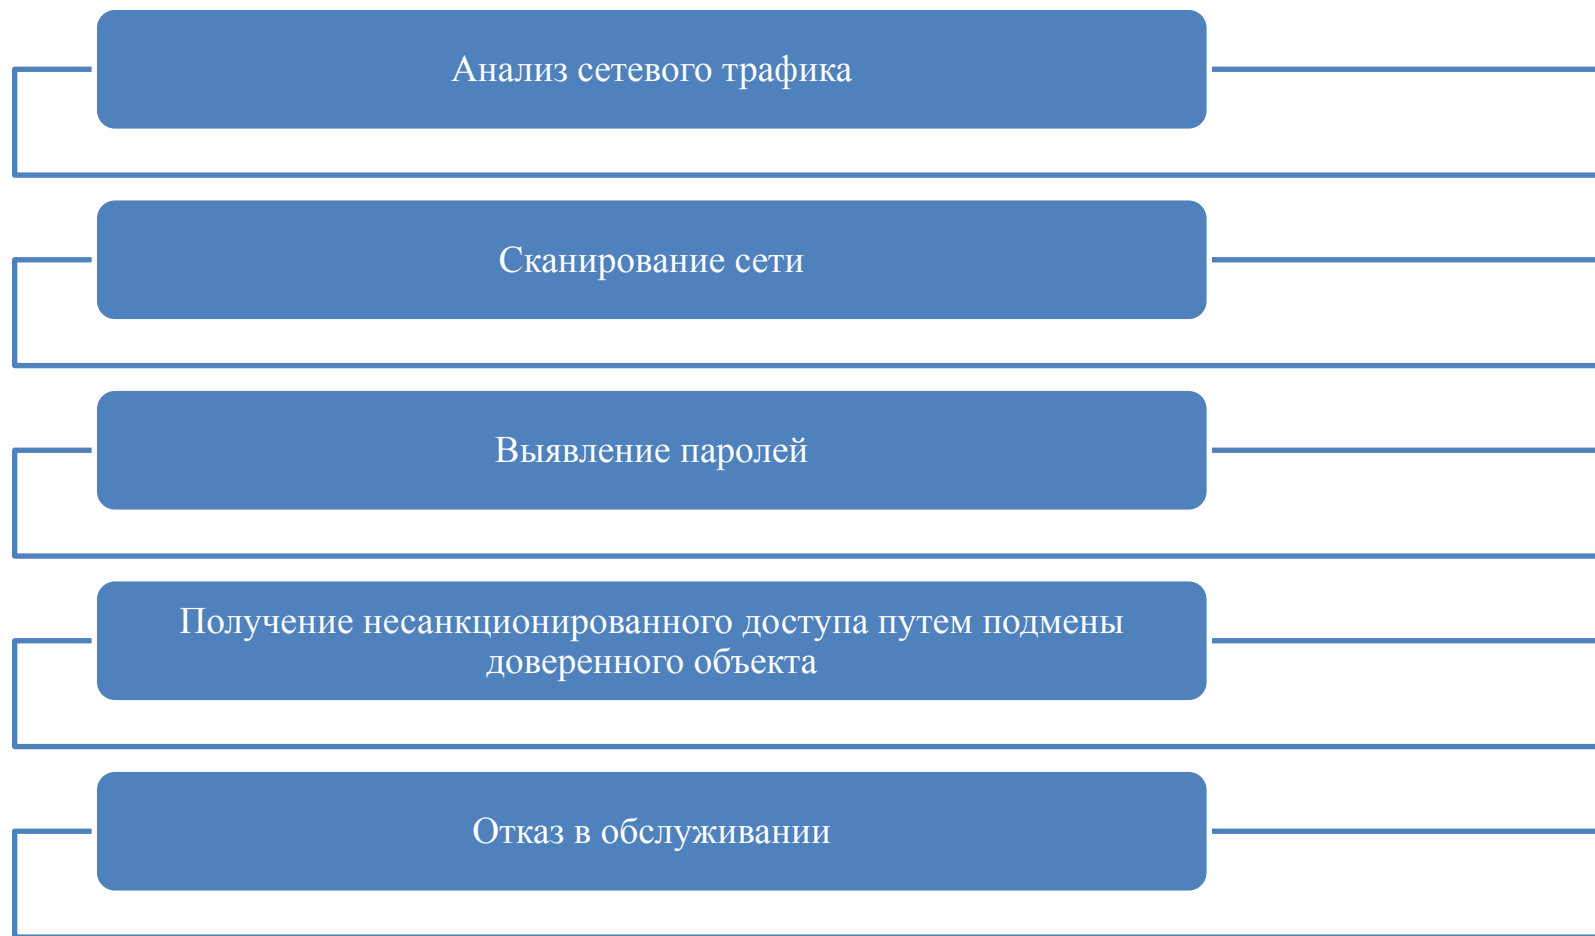 Анализ сетевого трафика
Сканирование сети
Выявление паролей
Получение несанкционированного доступа путем подмены
доверенного объекта
Отказ в обслуживании